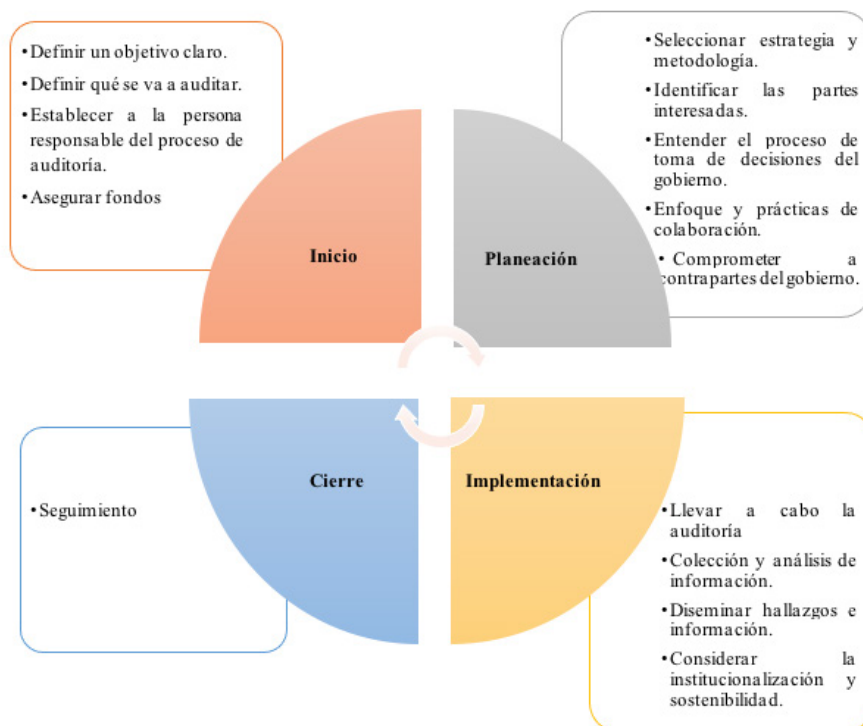 •Definir un objetivo claro.
•Definir qué se va a auditar.
•Establecer a la persona
responsable del proceso de
auditoría.
•Asegurar fondos
Inicio
•Seleccionar estrategia y
metodología.
•Identificar las partes
interesadas.
•Entender el proceso de
toma de decisiones del
gobierno.
•Enfoque y prácticas de
colaboración.
• Comprometer a
contrapartes del gobierno.
Planeación
Cierre
•Seguimiento
Implementación
•Llevar a cabo la
auditoría
•Colección y análisis de
información.
•Diseminar hallazgos e
información.
•Considerar la
institucionalización y
sostenibilidad.